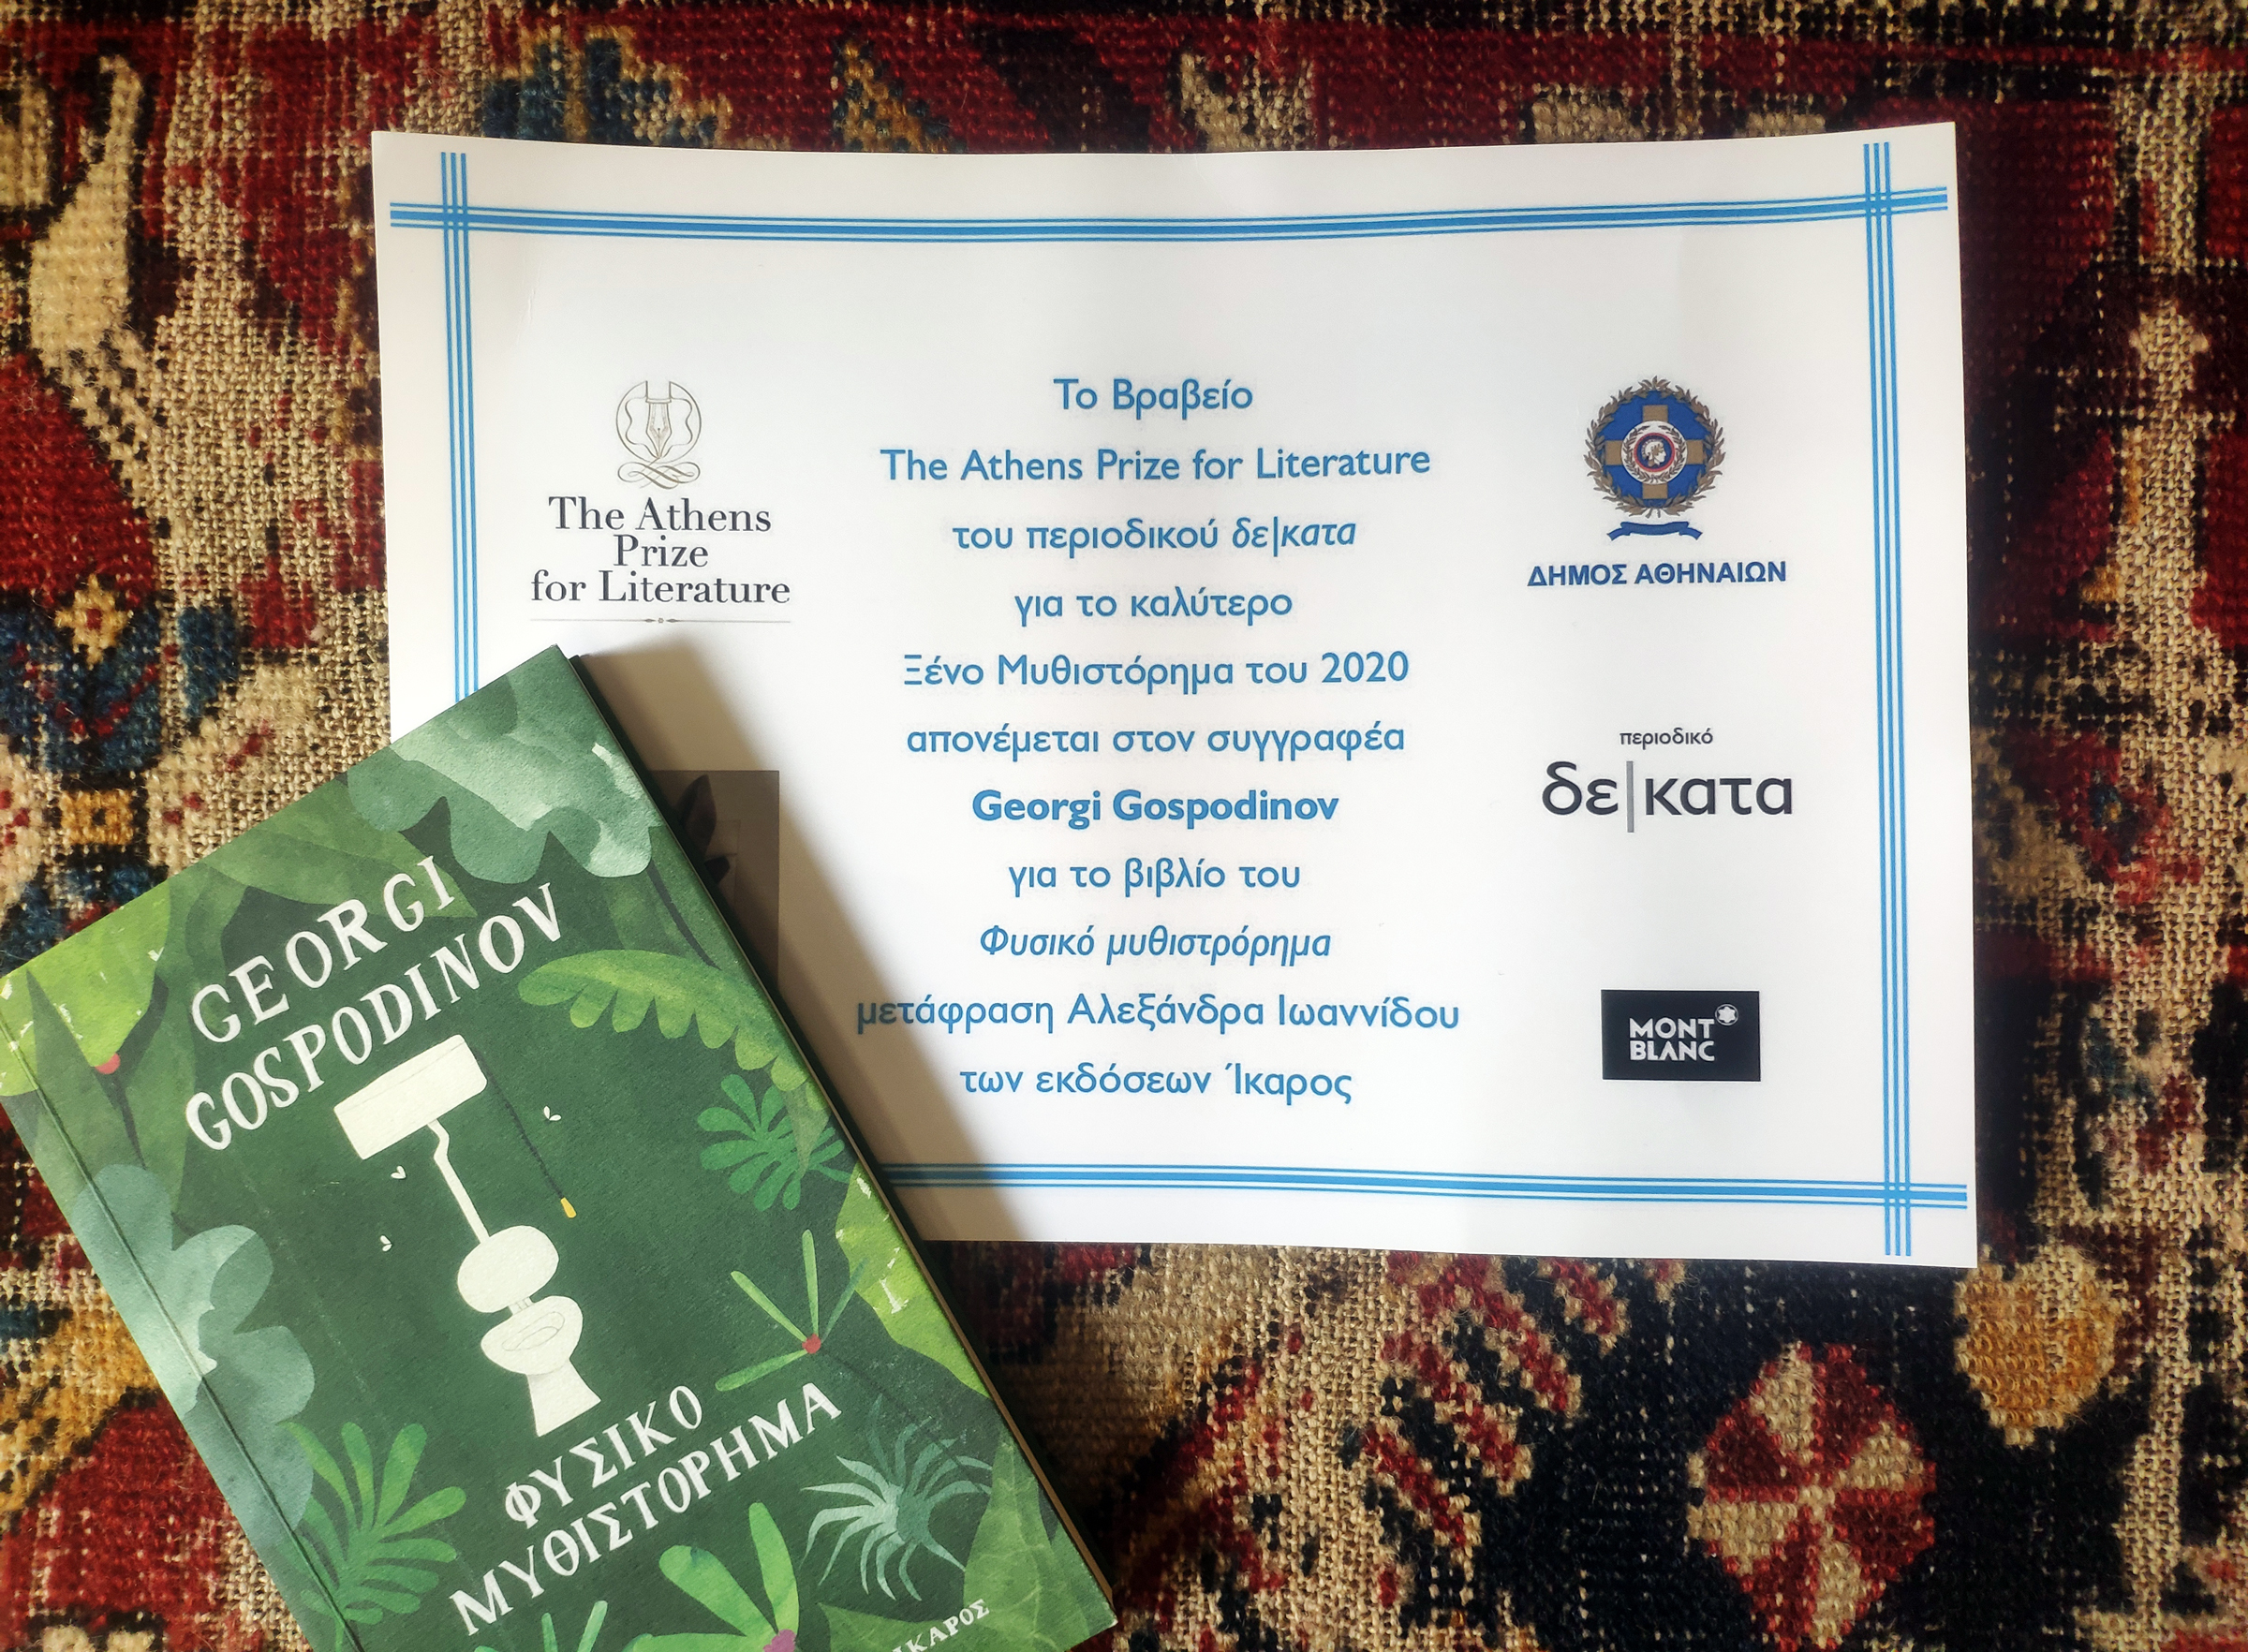 The Athens
Prize
for Literature
Το Βραβείο
The Athens Prize for Literature
του περιοδικού δε|κατα
για το καλύτερο
Ξένο Μυθιστόρημα του 2020
απονέμεται στον συγγραφέα
Georgi Gospodinov
για το βιβλίο του
Φυσικό μυθιστρόρημα
μετάφραση Αλεξάνδρα Ιωαννίδου
των εκδόσεων Ίκαρος
ΔΗΜΟΣ ΑΘΗΝΑΙΩΝ
περιοδικό
δε|κατα
MONT
BLANC
GEORGI
GOSPODINOV
ΦΥΣΙΚΟ
ΜΥΘΙΣΤΟΡΗΜΑ
ΙΚΑΡΟΣ